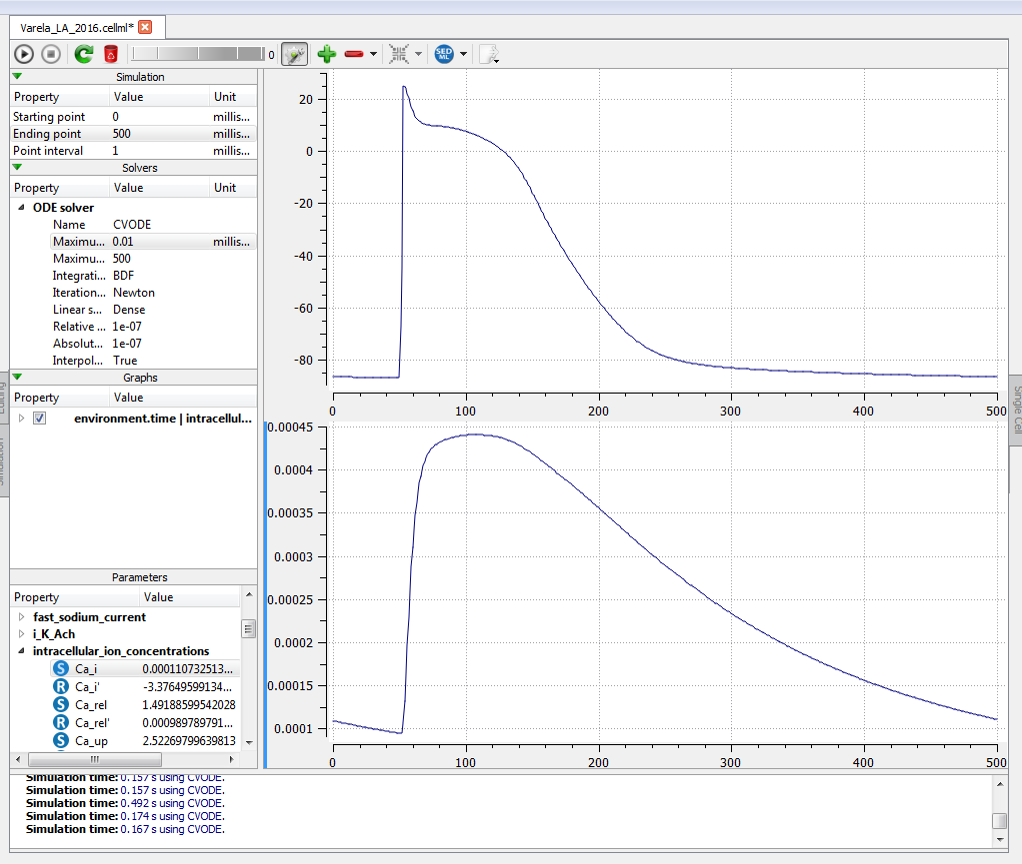 Varela_LA_2016.cellml*
0
SED
ML
Simulation
Property Value Unit
Starting point 0 millis...
Ending point 500 millis...
Point interval 1 millis...
Solvers
Property Value Unit
ODE solver
Name CVODE
Maximu... 0.01 millis...
Maximu... 500
Integrati... BDF
Iteration... Newton
Linear s... Dense
Relative ... 1e-07
Absolut... 1e-07
Interpol... True
Graphs
Property Value
environment.time | intracellul...
Parameters
Property Value
fast_sodium_current
i_K_Ach
intracellular_ion_concentrations
S Ca_i 0.000110732513...
R Ca_i' -3.37649599134...
S Ca_rel 1.49188599542028
R Ca_rel' 0.000989789791...
S Ca_up 2.52269799639813
20
0
-20
-40
-60
-80
0 100 200 300 400 500
0.00045
0.0004
0.00035
0.0003
0.00025
0.0002
0.00015
0.0001
0 100 200 300 400 500
Editing
Simulation
Single Cell
Simulation time: 0.157 s using CVODE.
Simulation time: 0.157 s using CVODE.
Simulation time: 0.492 s using CVODE.
Simulation time: 0.174 s using CVODE.
Simulation time: 0.167 s using CVODE.